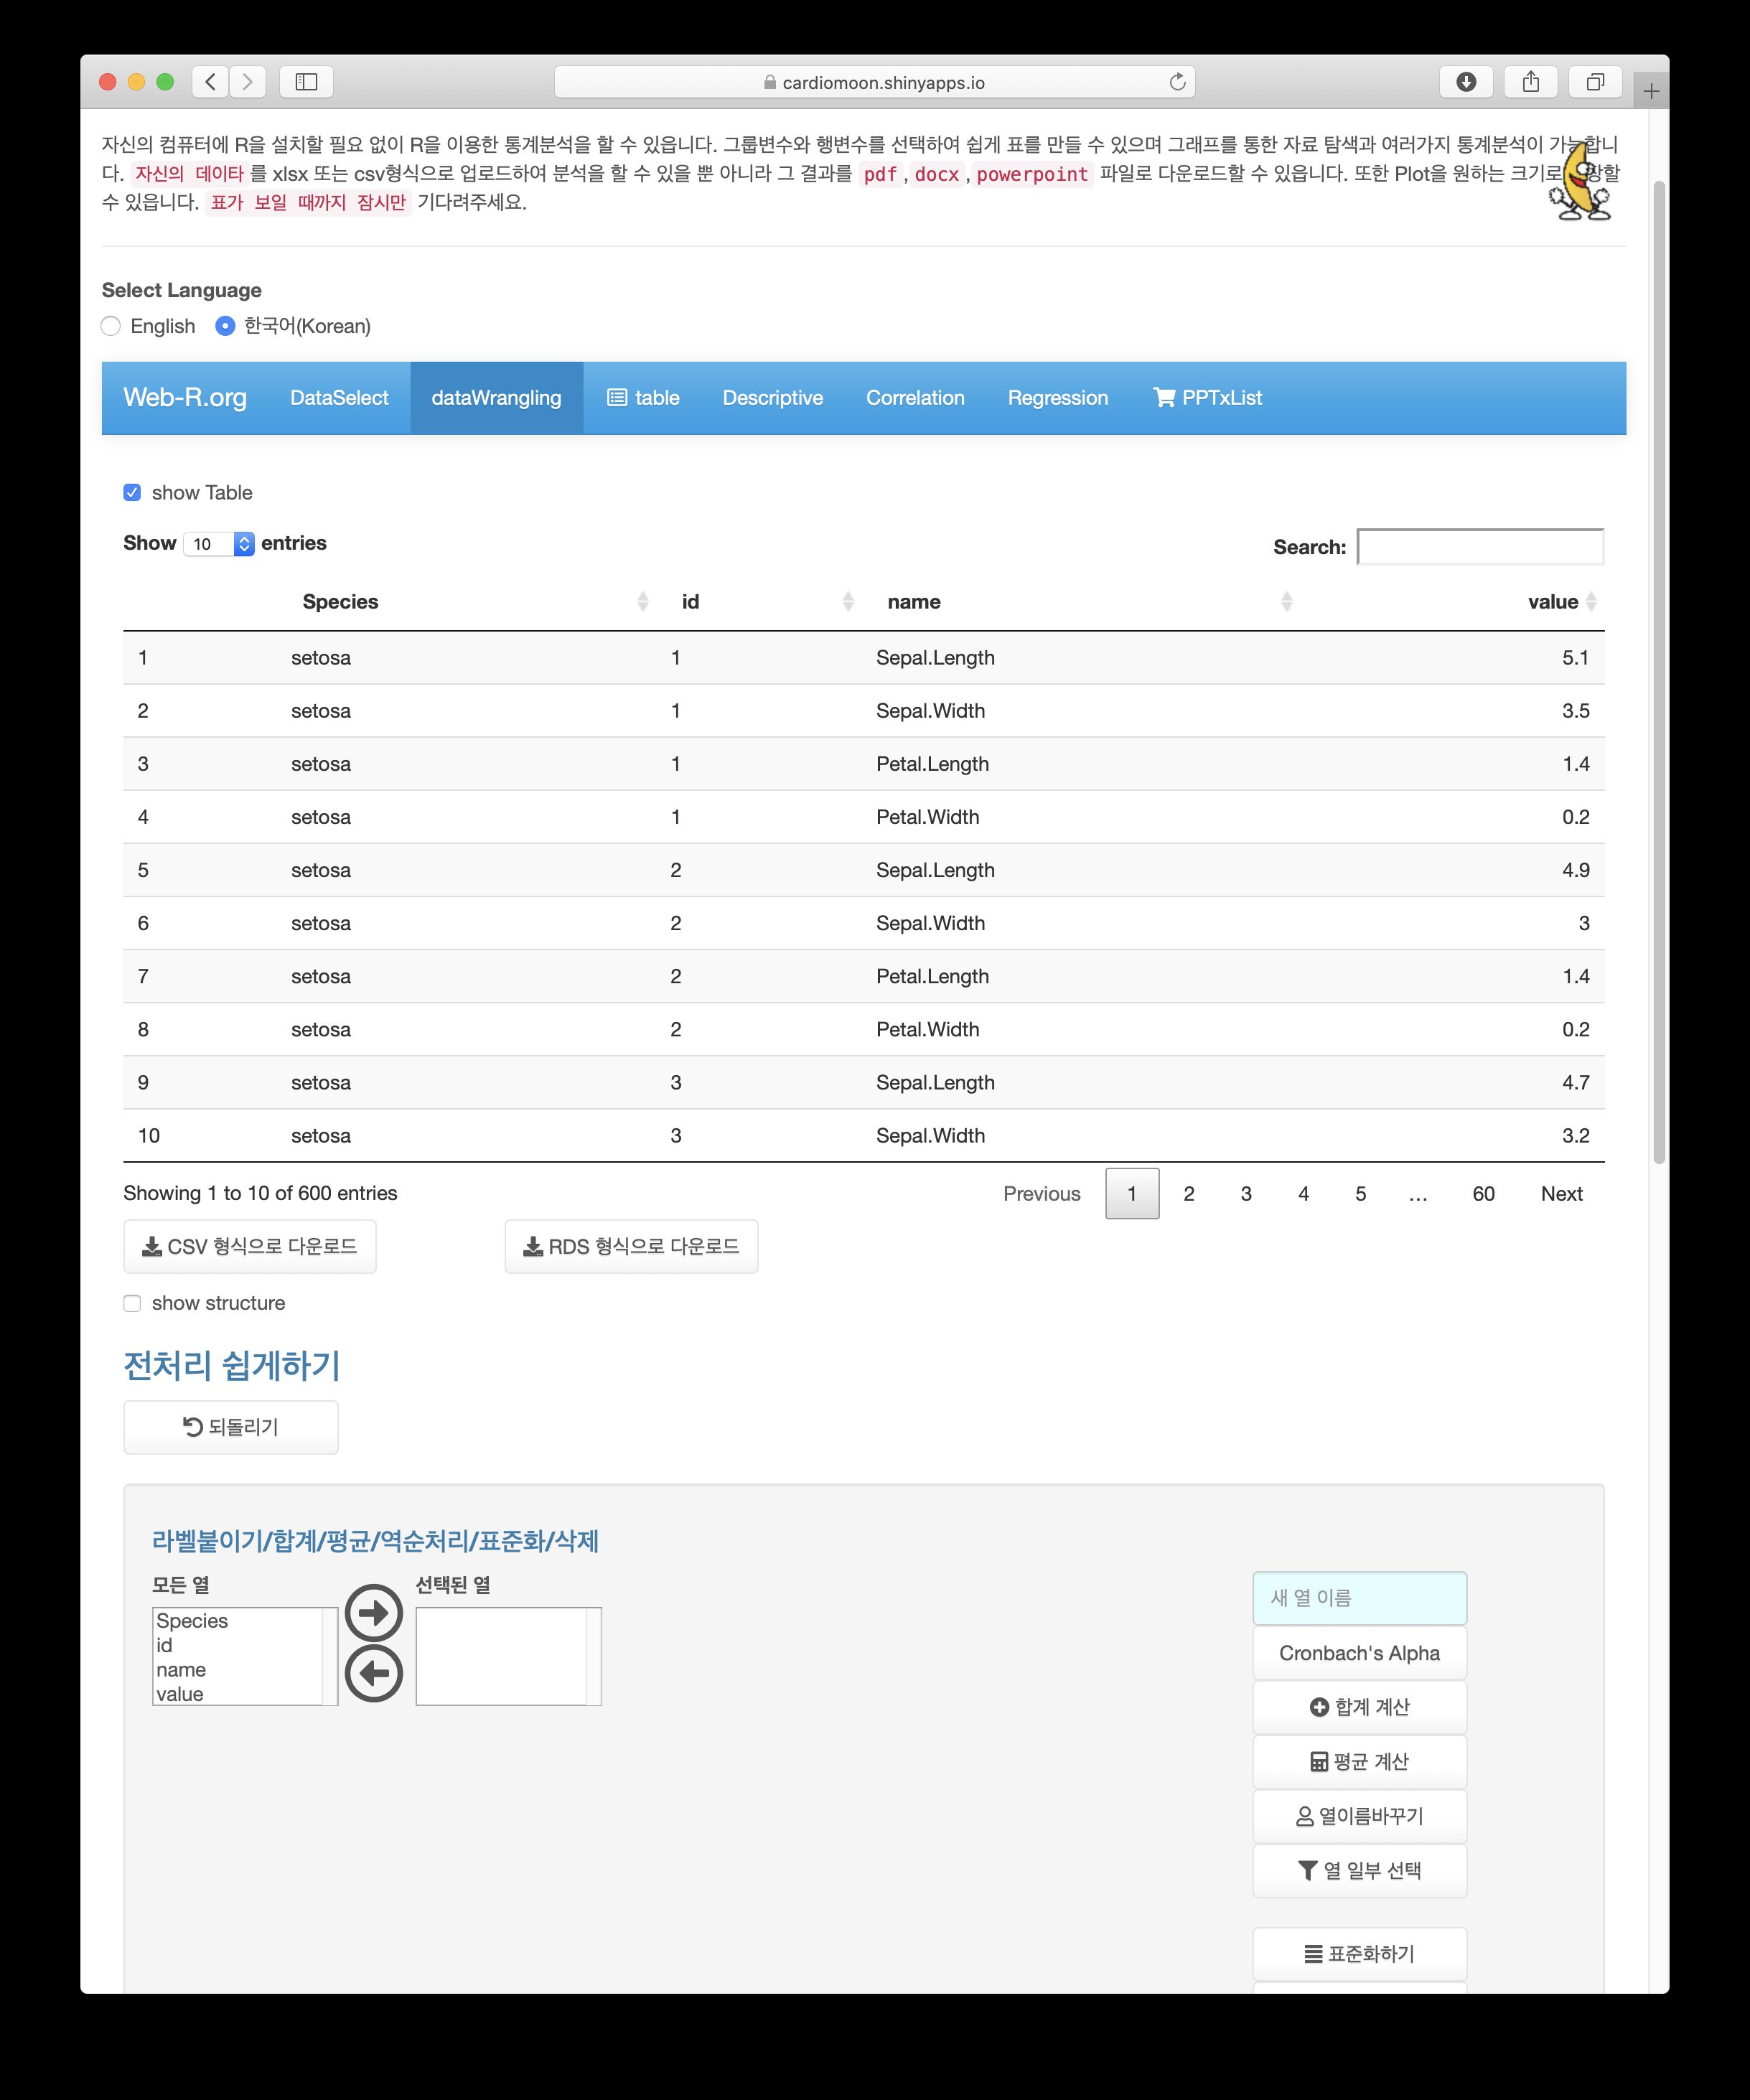 cardiomoon.shinyapps.io
자신의 컴퓨터에 R을 설치할 필요 없이 R을 이용한 통계분석을 할 수 있읍니다. 그룹변수와 행변수를 선택하여 쉽게 표를 만들 수 있으며 그래프를 통한 자료 탐색과 여러가지 통계분석이 가능합니
다. 자신의 데이타 를 xlsx 또는 csv형식으로 업로드하여 분석을 할 수 있을 뿐 아니라 그 결과를 pdf , docx , powerpoint 파일로 다운로드할 수 있읍니다. 또한 Plot을 원하는 크기로
수 있읍니다. 표가 보일 때까지 잠시만 기다려주세요.
Select Language
English 한국어(Korean)
Web-R.org DataSelect dataWrangling table Descriptive Correlation Regression PPTxList
show Table
Show 10 entries Search:
Species id name value
1 setosa 1 Sepal.Length 5.1
2 setosa 1 Sepal.Width 3.5
3 setosa 1 Petal.Length 1.4
4 setosa 1 Petal.Width 0.2
5 setosa 2 Sepal.Length 4.9
6 setosa 2 Sepal.Width 3
7 setosa 2 Petal.Length 1.4
8 setosa 2 Petal.Width 0.2
9 setosa 3 Sepal.Length 4.7
10 setosa 3 Sepal.Width 3.2
Showing 1 to 10 of 600 entries Previous 1 2 3 4 5 … 60 Next
CSV 형식으로 다운로드 RDS 형식으로 다운로드
show structure
전처리 쉽게하기
되돌리기
라벨붙이기/합계/평균/역순처리/표준화/삭제
모든 열 선택된 열
Species
id
name
value
새 열 이름
Cronbach's Alpha
합계 계산
평균 계산
열이름바꾸기
열 일부 선택
표준화하기